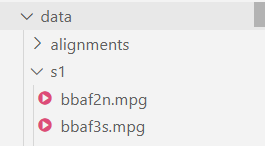 data
alignments
s1
bbaf2n.mpg
bbaf3s.mpg